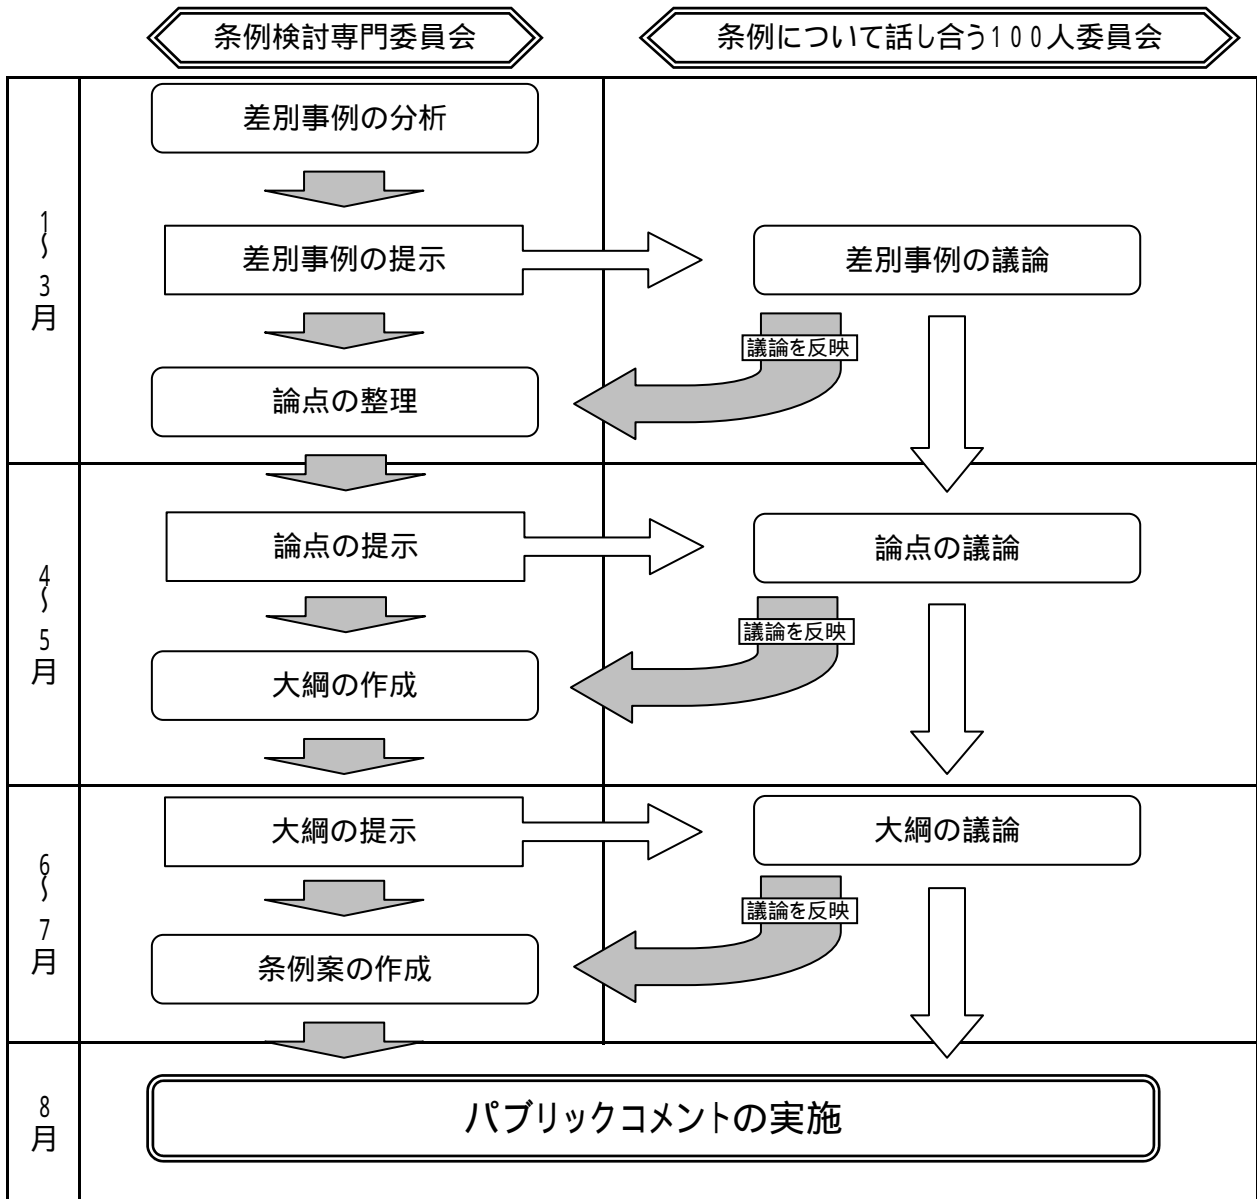 条例検討専門委員会
条例について話し合う100人委員会
1～3月
差別事例の分析
差別事例の提示
差別事例の議論
議論を反映
論点の整理
4～5月
論点の提示
論点の議論
議論を反映
大綱の作成
6～7月
大綱の提示
大綱の議論
議論を反映
条例案の作成
8月
パブリックコメントの実施